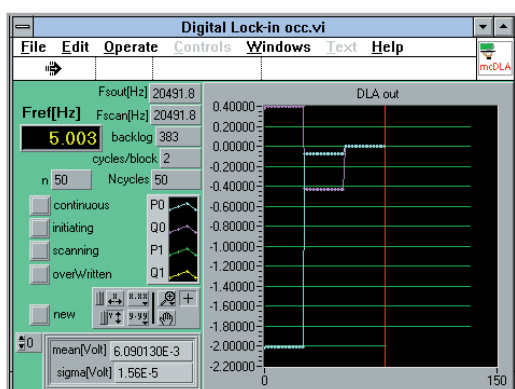 Digital Lock-in occ.vi
File Edit Operate Controls Windows Text Help
mcDLA
Fsout[Hz] 20491.8
Fref[Hz] Fscan[Hz] 20491.8
5.003 backlog 383
cycles/block 2
n 50 Ncycles 50
continuous P0
initiating Q0
scanning P1
overWritten Q1
new
x x.xx
Y y.yy
0
mean[Volt] 6.090130E-3
sigma[Volt] 1.56E-5
DLA out
0.40000
0.20000
0.00000
-0.20000
-0.40000
-0.60000
-0.80000
-1.00000
-1.20000
-1.40000
-1.60000
-1.80000
-2.00000
-2.20000
0 150